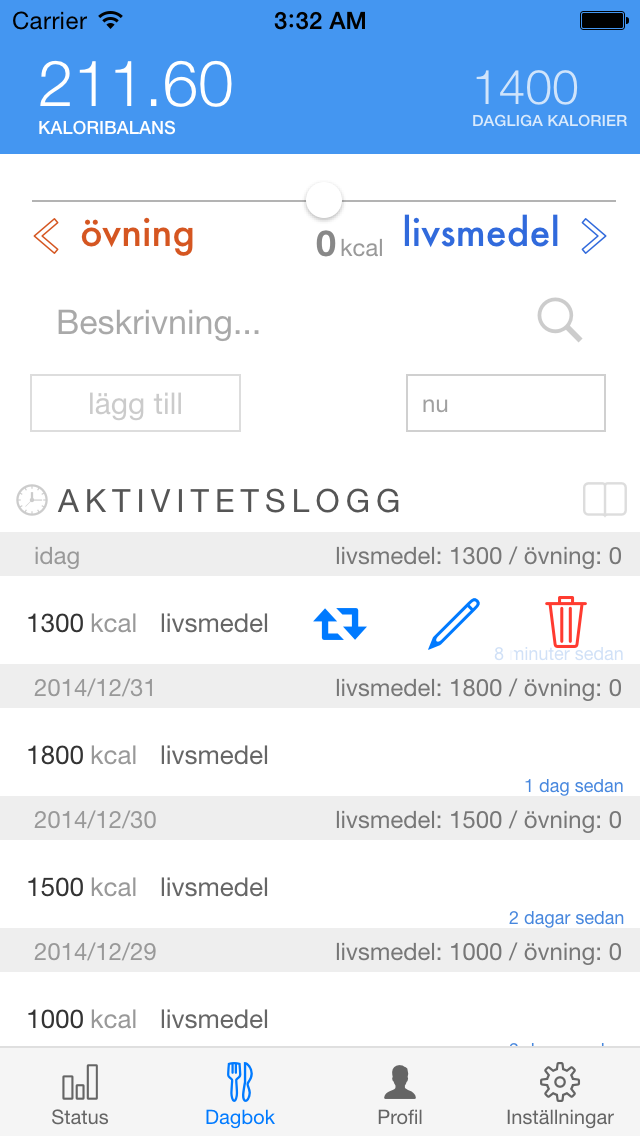 Carrier 3:32 AM
211.60 1400
KALORIBALANS DAGLIGA KALORIER
övning livsmedel
0 kcal
Beskrivning...
lägg till nu
AKTIVITETSLOGG
idag livsmedel: 1300 / övning: 0
1300 kcal livsmedel
8 minuter sedan
2014/12/31 livsmedel: 1800 / övning: 0
1800 kcal livsmedel
1 dag sedan
2014/12/30 livsmedel: 1500 / övning: 0
1500 kcal livsmedel
2 dagar sedan
2014/12/29 livsmedel: 1000 / övning: 0
1000 kcal livsmedel
Status Dagbok Profil Inställningar